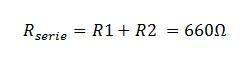 R_serie = R1 + R2 = 660Ω